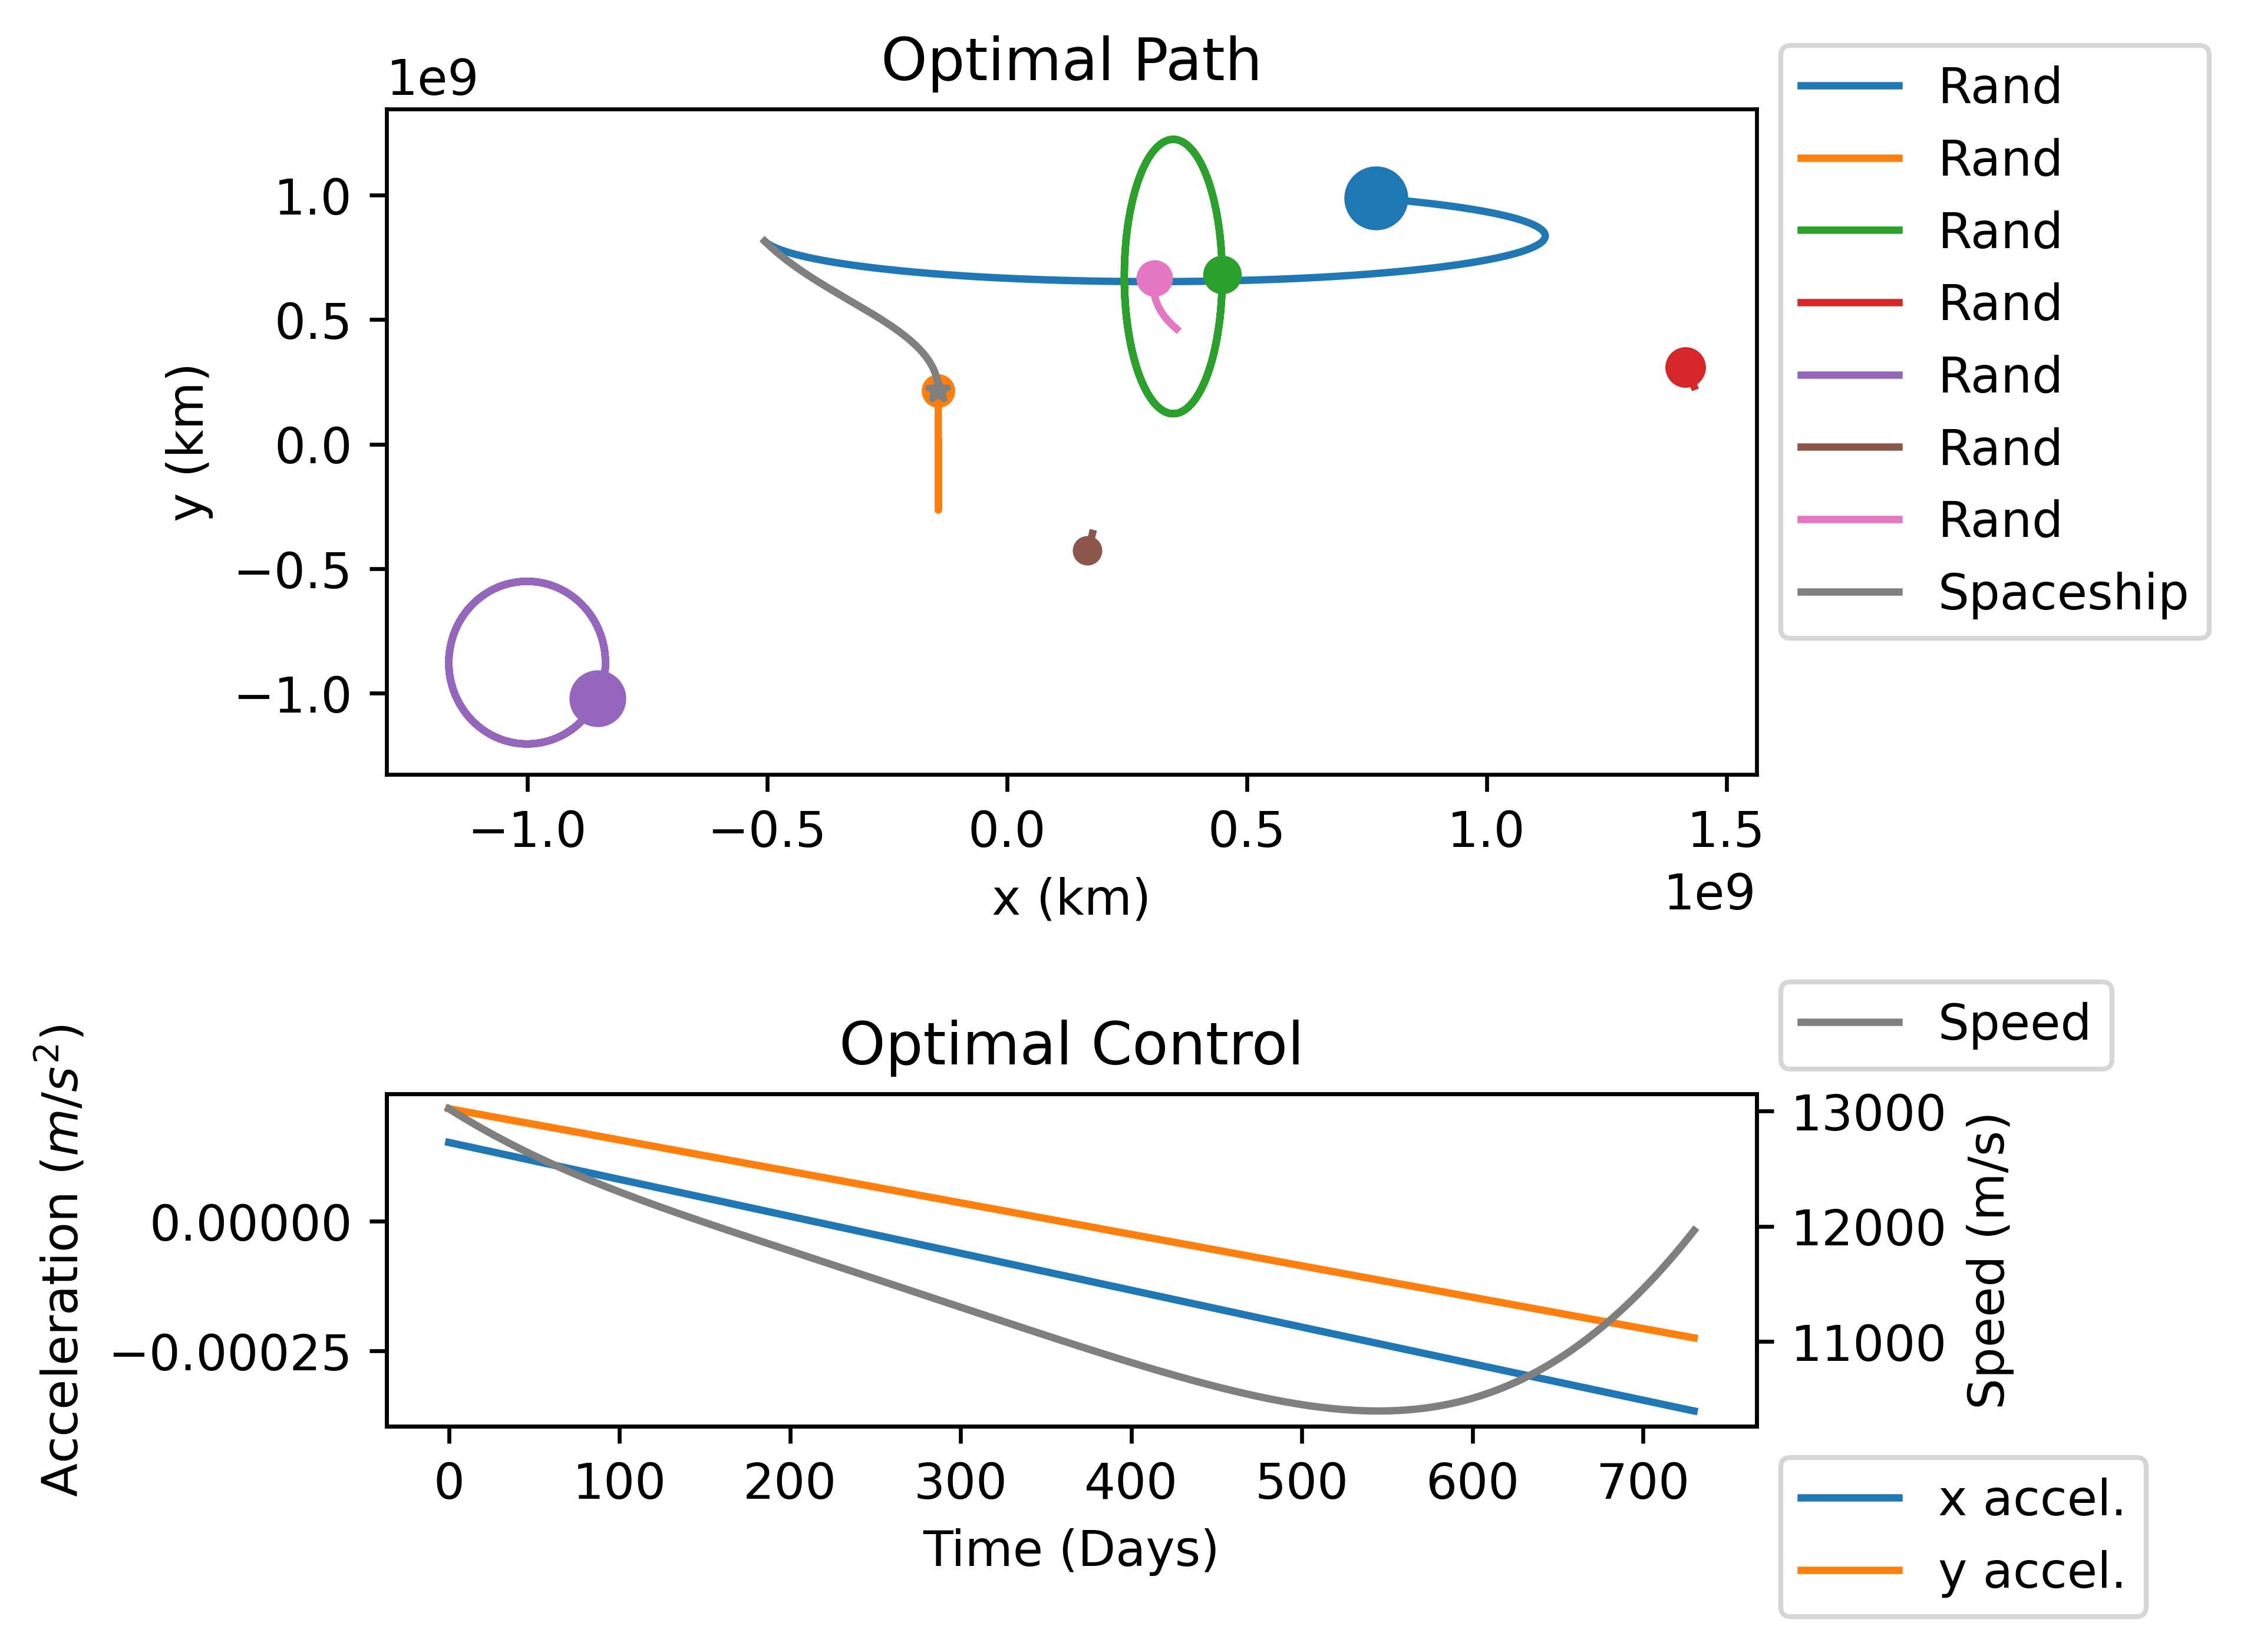 Optimal Path
1e9
1.0
0.5
0.0
−0.5
−1.0
y (km)
−1.0 −0.5 0.0 0.5 1.0 1.5
x (km)
1e9
Rand
Rand
Rand
Rand
Rand
Rand
Rand
Spaceship
Optimal Control
Speed
Acceleration (m/s²)
0.00000
−0.00025
13000
12000
11000
Speed (m/s)
0 100 200 300 400 500 600 700
Time (Days)
x accel.
y accel.